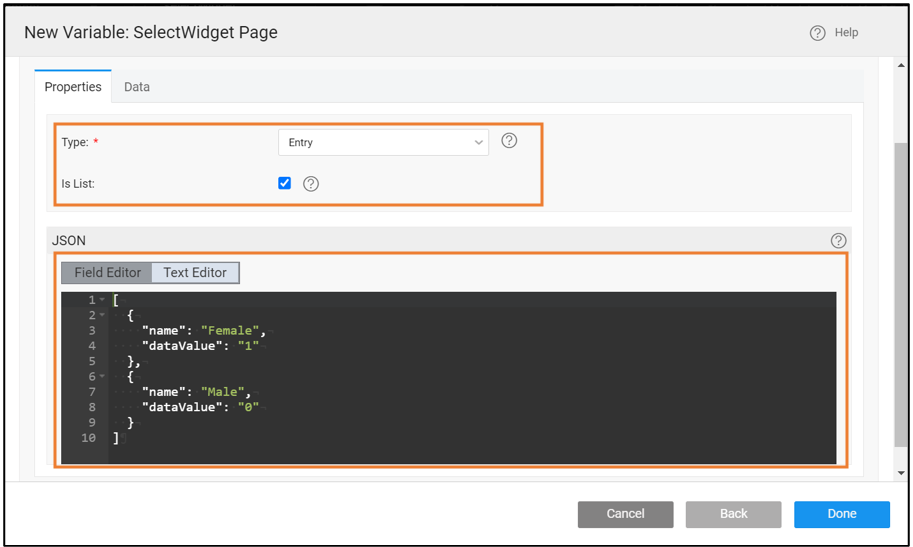 New Variable: SelectWidget Page
? Help
Properties Data
Type: * Entry ?
Is List: ?
JSON ?
Field Editor Text Editor
1 [
2 {
3 "name": "Female",
4 "dataValue": "1"
5 },
6 {
7 "name": "Male",
8 "dataValue": "0"
9 }
10 ]
Cancel Back Done